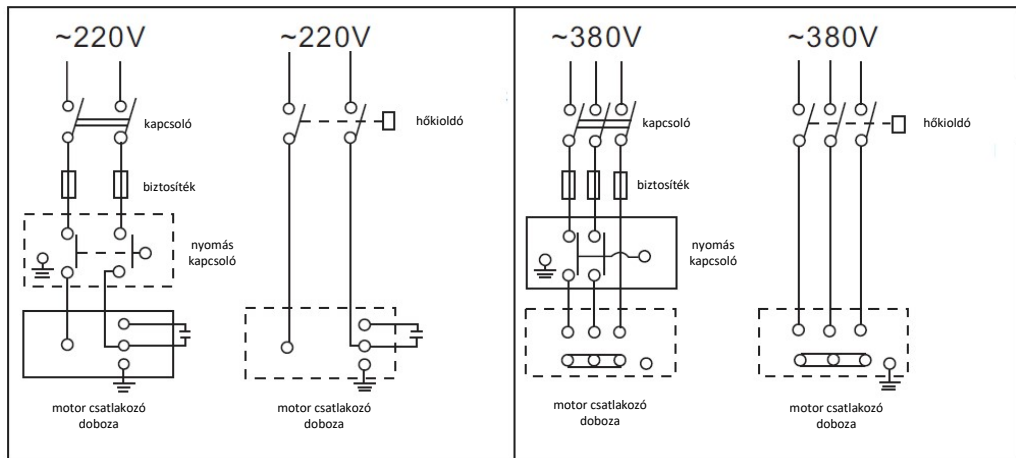 ~220V
~220V
kapcsoló
hőkioldó
biztosíték
nyomás
kapcsoló
motor csatlakozó
doboza
motor csatlakozó
doboza
~380V
~380V
kapcsoló
hőkioldó
biztosíték
nyomás
kapcsoló
motor csatlakozó
doboza
motor csatlakozó
doboza